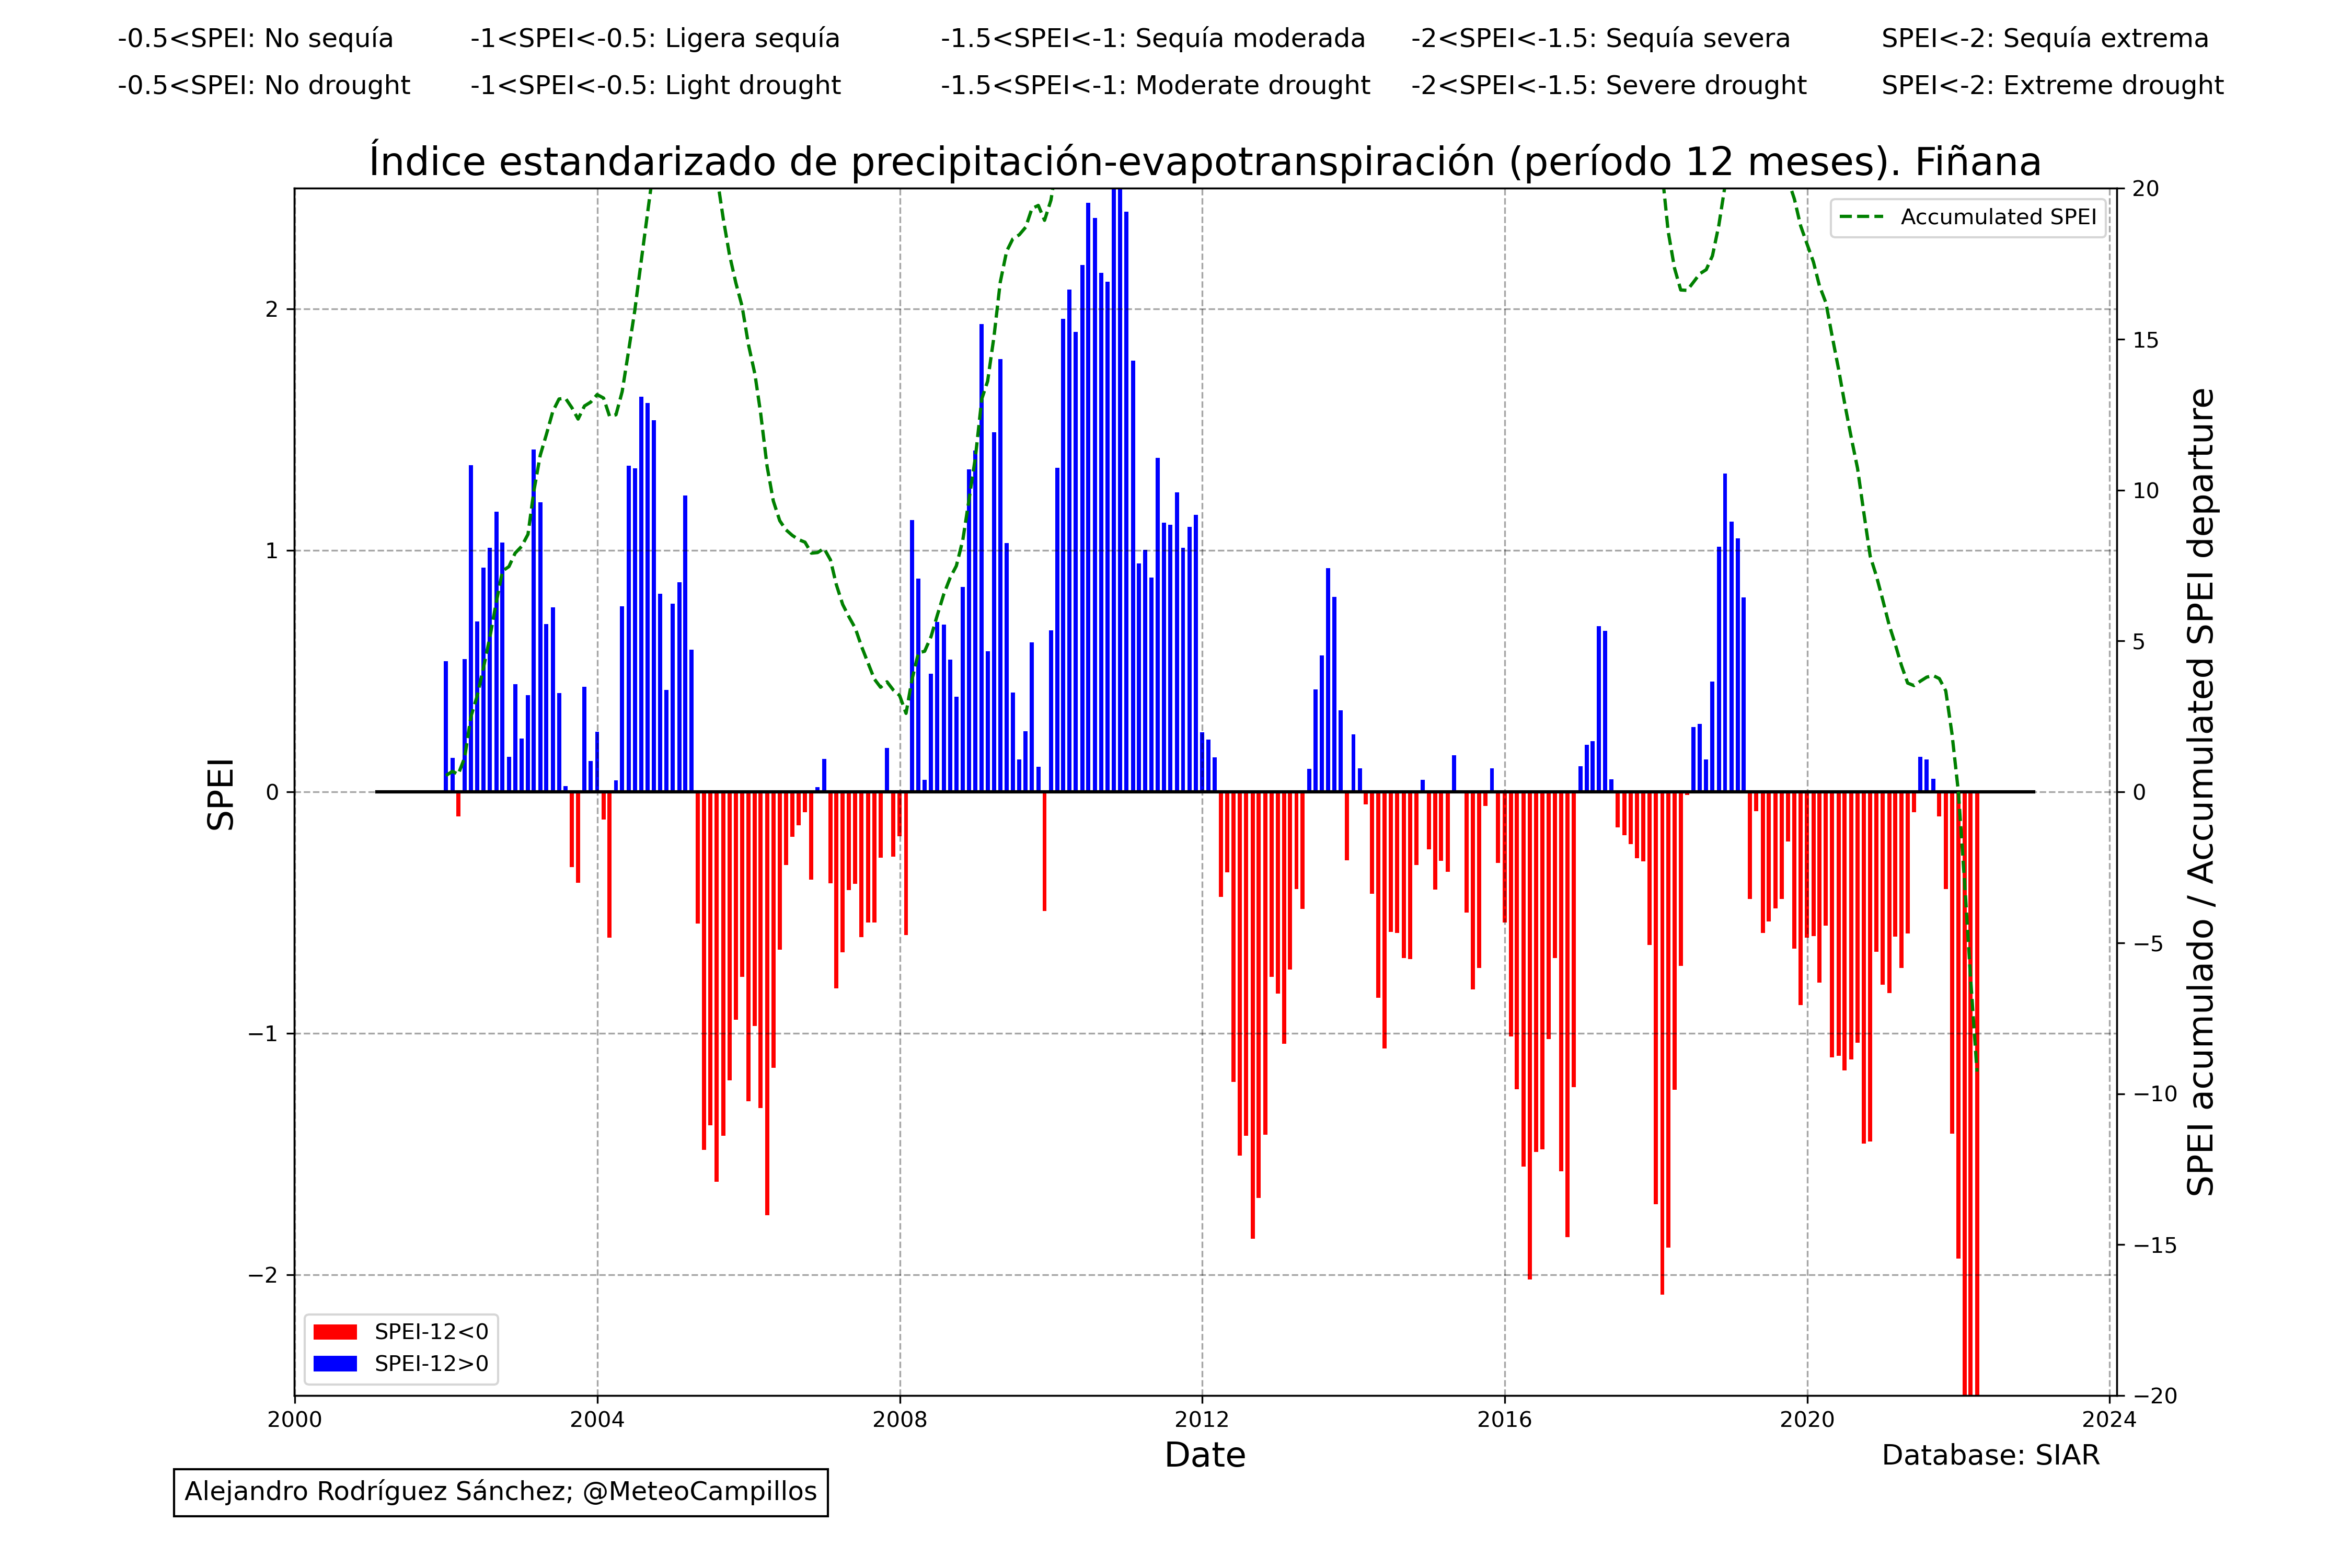 -0.5<SPEI: No sequía -1<SPEI<-0.5: Ligera sequía -1.5<SPEI<-1: Sequía moderada -2<SPEI<-1.5: Sequía severa SPEI<-2: Sequía extrema
-0.5<SPEI: No drought -1<SPEI<-0.5: Light drought -1.5<SPEI<-1: Moderate drought -2<SPEI<-1.5: Severe drought SPEI<-2: Extreme drought
Índice estandarizado de precipitación-evapotranspiración (período 12 meses). Fiñana
Accumulated SPEI
SPEI
2
1
0
−1
−2
20
15
10
5
0
−5
−10
−15
−20
SPEI acumulado / Accumulated SPEI departure
SPEI-12<0
SPEI-12>0
2000 2004 2008 2012 2016 2020 2024
Date
Database: SIAR
Alejandro Rodríguez Sánchez; @MeteoCampillos